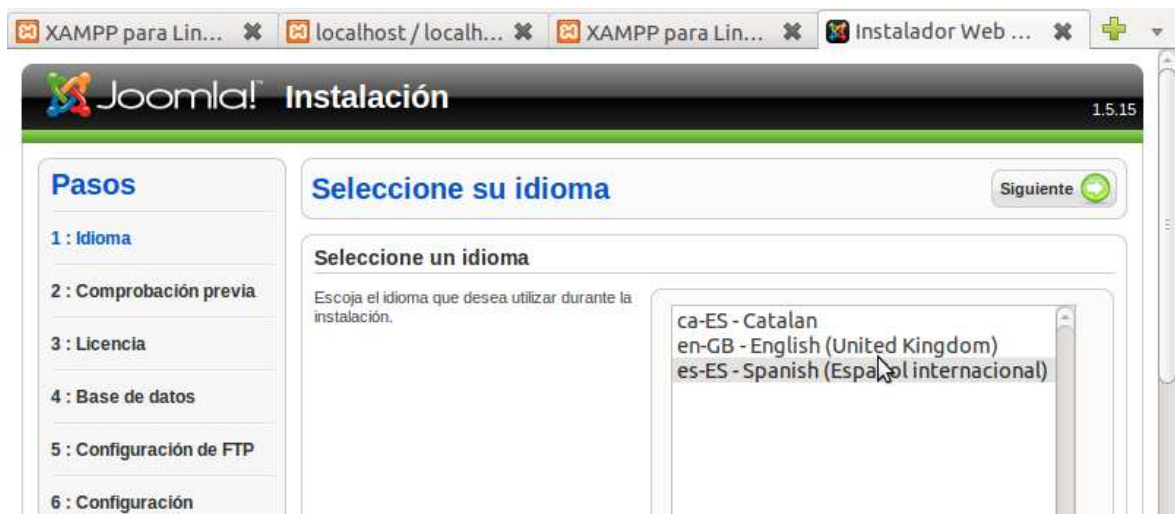 XAMPP para Lin...
localhost / localh...
XAMPP para Lin...
Instalador Web ...
Joomla! Instalación
1.5.15
Pasos
1 : Idioma
2 : Comprobación previa
3 : Licencia
4 : Base de datos
5 : Configuración de FTP
6 : Configuración
Seleccione su idioma
Siguiente
Seleccione un idioma
Escoja el idioma que desea utilizar durante la
instalación.
ca-ES - Catalan
en-GB - English (United Kingdom)
es-ES - Spanish (Español internacional)